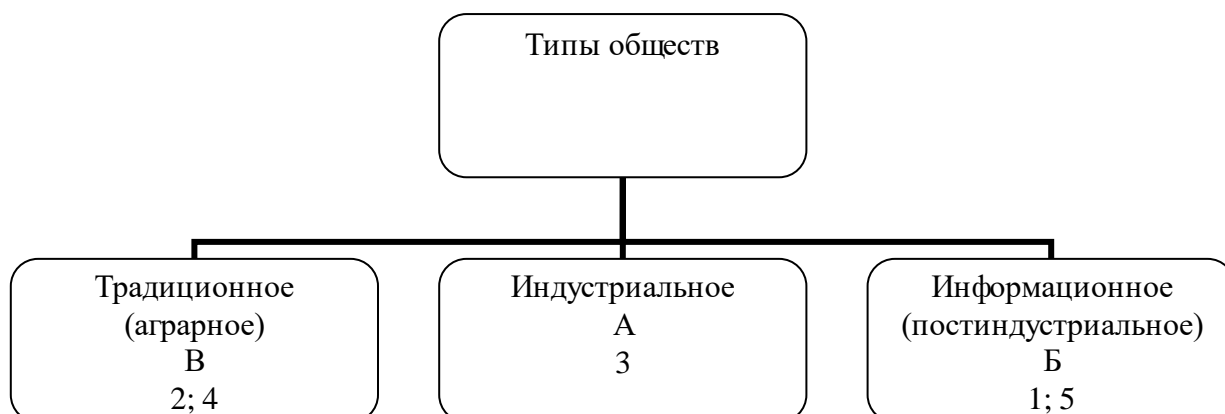 Типы обществ
Традиционное
(аграрное)
В
2; 4
Индустриальное
А
3
Информационное
(постиндустриальное)
Б
1; 5